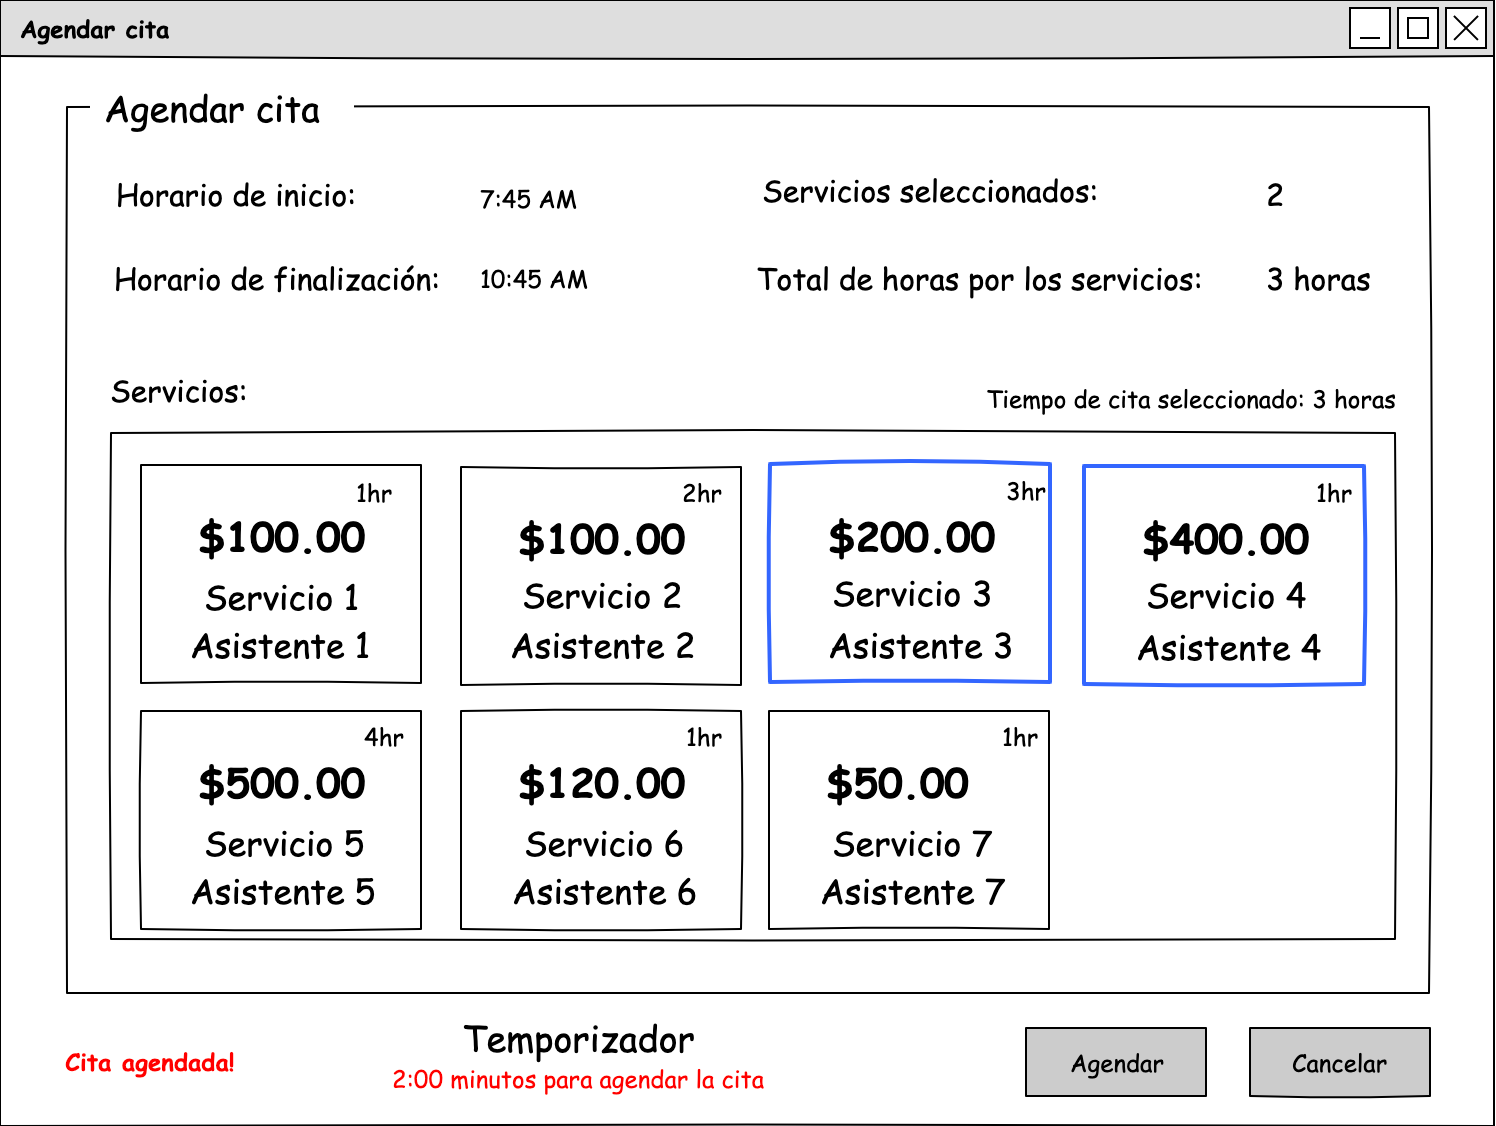 Agendar cita
Agendar cita
Horario de inicio: 7:45 AM
Servicios seleccionados: 2
Horario de finalización: 10:45 AM
Total de horas por los servicios: 3 horas
Servicios:
Tiempo de cita seleccionado: 3 horas
1hr
$100.00
Servicio 1
Asistente 1
2hr
$100.00
Servicio 2
Asistente 2
3hr
$200.00
Servicio 3
Asistente 3
1hr
$400.00
Servicio 4
Asistente 4
4hr
$500.00
Servicio 5
Asistente 5
1hr
$120.00
Servicio 6
Asistente 6
1hr
$50.00
Servicio 7
Asistente 7
Cita agendada!
Temporizador
2:00 minutos para agendar la cita
Agendar
Cancelar